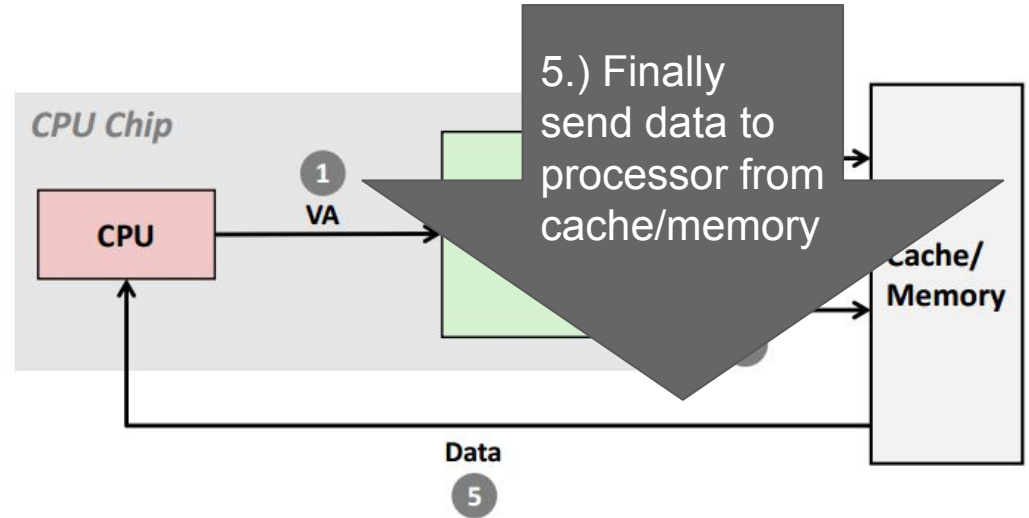 5.) Finally
send data to
processor from
cache/memory
CPU Chip
1
VA
CPU
Cache/
Memory
Data
5